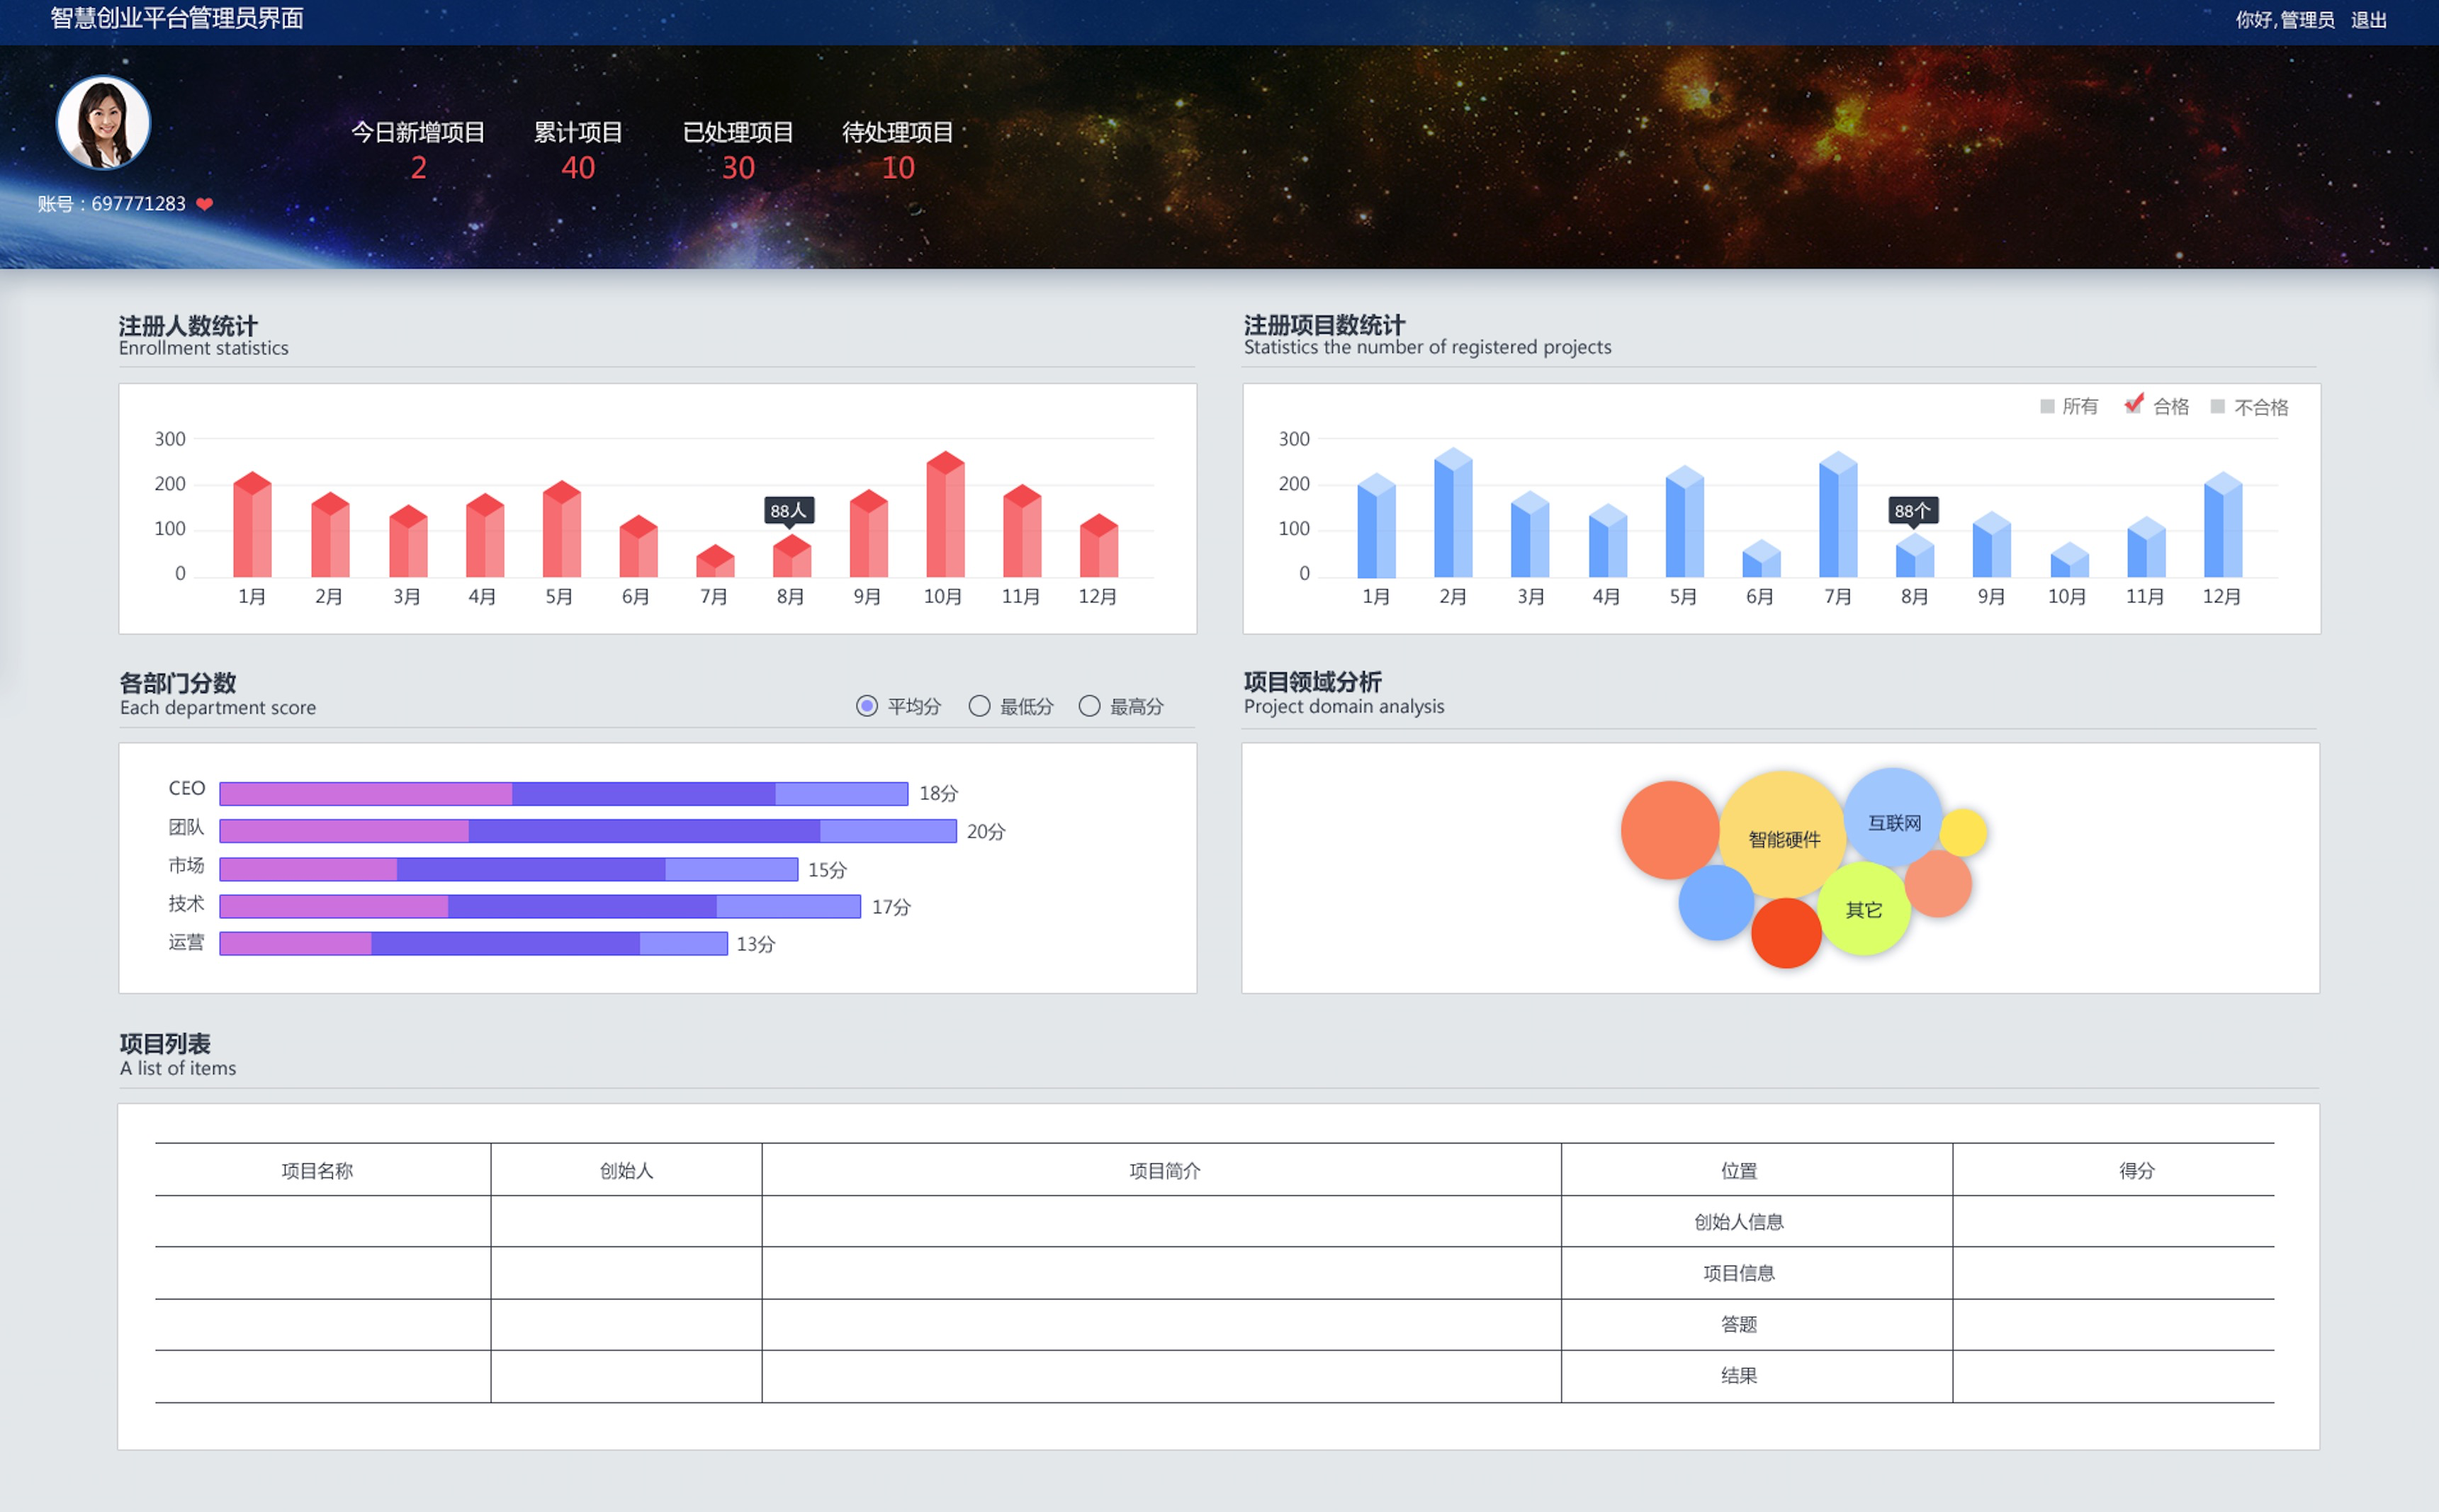 智慧创业平台管理员界面
你好,管理员 退出
今日新增项目 累计项目 已处理项目 待处理项目
2 40 30 10
账号：697771283
注册人数统计
Enrollment statistics
300
200
100
0
88人
1月 2月 3月 4月 5月 6月 7月 8月 9月 10月 11月 12月
注册项目数统计
Statistics the number of registered projects
所有 合格 不合格
300
200
100
0
88个
1月 2月 3月 4月 5月 6月 7月 8月 9月 10月 11月 12月
各部门分数
Each department score
平均分 最低分 最高分
CEO 18分
团队 20分
市场 15分
技术 17分
运营 13分
项目领域分析
Project domain analysis
智能硬件
互联网
其它
项目列表
A list of items
项目名称 创始人 项目简介 位置 得分
创始人信息
项目信息
答题
结果